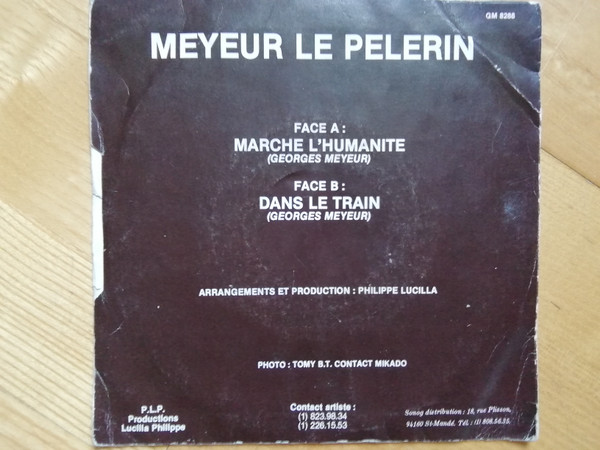 GM 8288
MEYEUR LE PELERIN
FACE A :
MARCHE L'HUMANITE
(GEORGES MEYEUR)
FACE B :
DANS LE TRAIN
(GEORGES MEYEUR)
ARRANGEMENTS ET PRODUCTION : PHILIPPE LUCILLA
PHOTO : TOMY B.T. CONTACT MIKADO
P.L.P.
Productions
Lucilla Philippe
Contact artiste :
(1) 823.98.34
(1) 226.15.53
Sonog distribution : 18, rue Plisson,
94160 St-Mandé. Tél. : (1) 808.56.35.